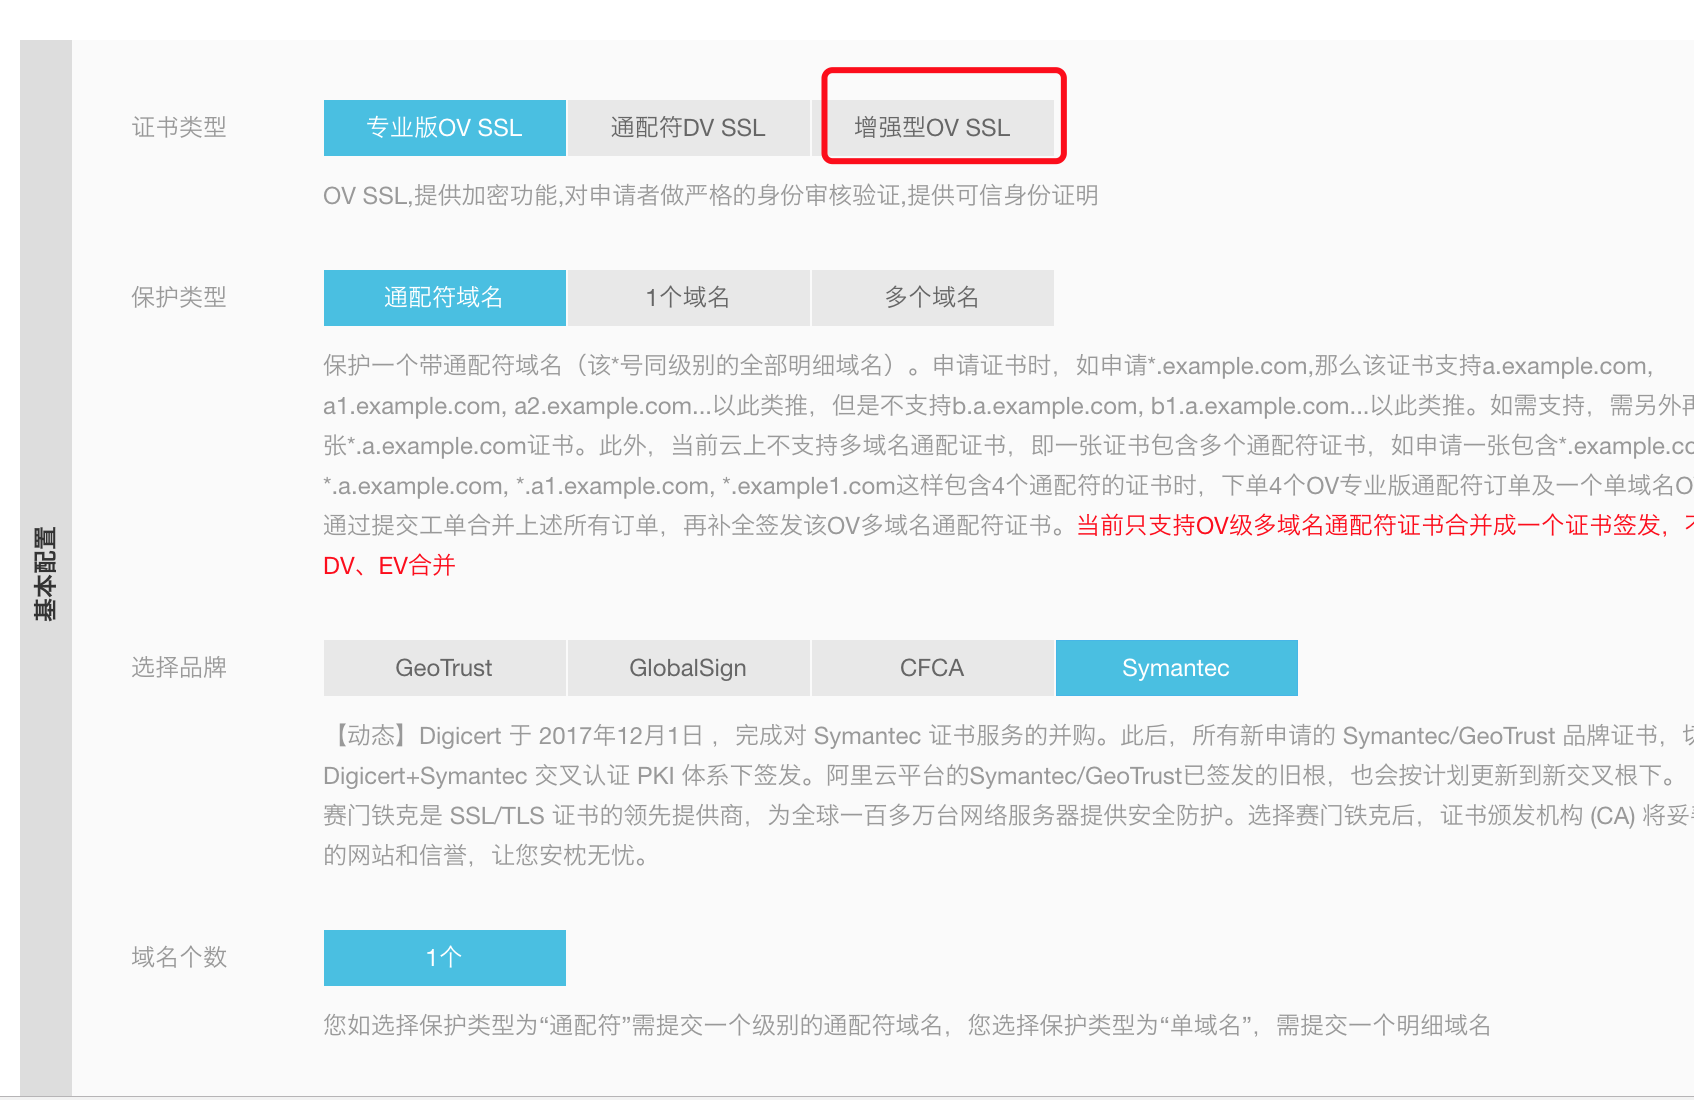 基本配置
证书类型
专业版OV SSL
通配符DV SSL
增强型OV SSL
OV SSL,提供加密功能,对申请者做严格的身份审核验证,提供可信身份证明
保护类型
通配符域名
1个域名
多个域名
保护一个带通配符域名（该*号同级别的全部明细域名）。申请证书时，如申请*.example.com,那么该证书支持a.example.com,
a1.example.com, a2.example.com...以此类推，但是不支持b.a.example.com, b1.a.example.com...以此类推。如需支持，需另外
张*.a.example.com证书。此外，当前云上不支持多域名通配证书，即一张证书包含多个通配符证书，如申请一张包含*.example.co
*.a.example.com, *.a1.example.com, *.example1.com这样包含4个通配符的证书时，下单4个OV专业版通配符订单及一个单域名O
通过提交工单合并上述所有订单，再补全签发该OV多域名通配符证书。当前只支持OV级多域名通配符证书合并成一个证书签发，
DV、EV合并
选择品牌
GeoTrust
GlobalSign
CFCA
Symantec
【动态】Digicert 于 2017年12月1日 ，完成对 Symantec 证书服务的并购。此后，所有新申请的 Symantec/GeoTrust 品牌证书，
Digicert+Symantec 交叉认证 PKI 体系下签发。阿里云平台的Symantec/GeoTrust已签发的旧根，也会按计划更新到新交叉根下。
赛门铁克是 SSL/TLS 证书的领先提供商，为全球一百多万台网络服务器提供安全防护。选择赛门铁克后，证书颁发机构 (CA) 将妥
的网站和信誉，让您安枕无忧。
域名个数
1个
您如选择保护类型为“通配符”需提交一个级别的通配符域名，您选择保护类型为“单域名”，需提交一个明细域名